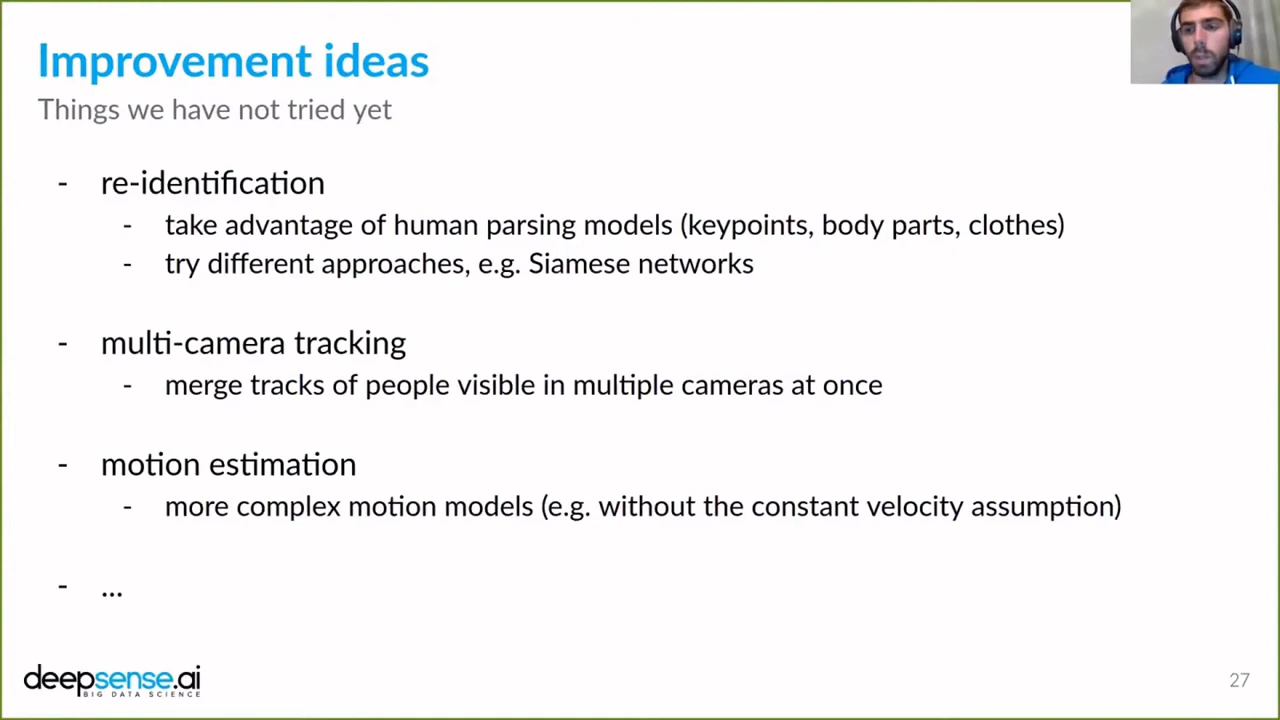 Improvement ideas
Things we have not tried yet
- re-identification
- take advantage of human parsing models (keypoints, body parts, clothes)
- try different approaches, e.g. Siamese networks
- multi-camera tracking
- merge tracks of people visible in multiple cameras at once
- motion estimation
- more complex motion models (e.g. without the constant velocity assumption)
- ...
deepsense.ai
BIG DATA SCIENCE
27